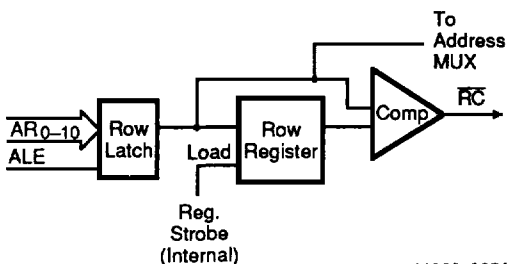 To
Address
MUX
AR0–10
ALE
Row
Latch
Load
Row
Register
Comp
RC
Reg.
Strobe
(Internal)